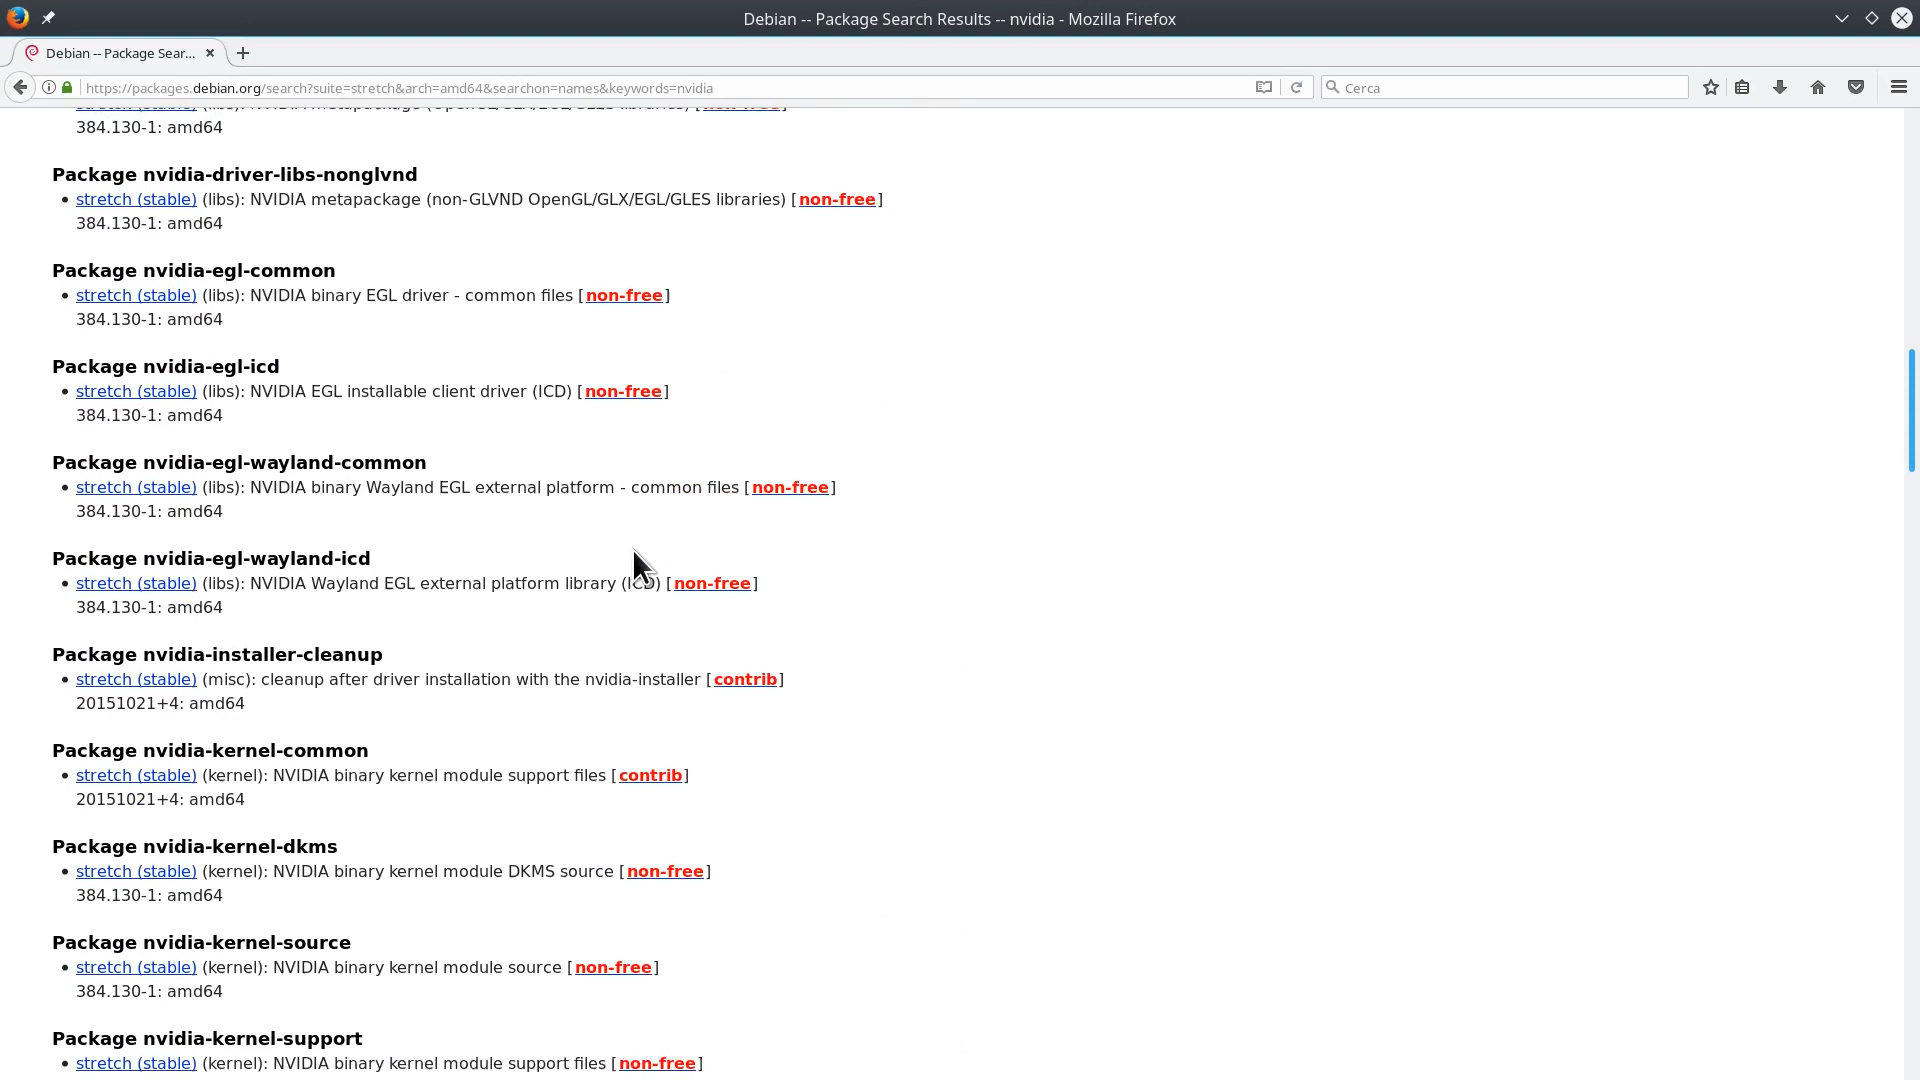 Debian -- Package Search Results -- nvidia - Mozilla Firefox
Debian -- Package Sear...
https://packages.debian.org/search?suite=stretch&arch=amd64&searchon=names&keywords=nvidia
Cerca
384.130-1: amd64
Package nvidia-driver-libs-nonglvnd
stretch (stable) (libs): NVIDIA metapackage (non-GLVND OpenGL/GLX/EGL/GLES libraries) [non-free]
384.130-1: amd64
Package nvidia-egl-common
stretch (stable) (libs): NVIDIA binary EGL driver - common files [non-free]
384.130-1: amd64
Package nvidia-egl-icd
stretch (stable) (libs): NVIDIA EGL installable client driver (ICD) [non-free]
384.130-1: amd64
Package nvidia-egl-wayland-common
stretch (stable) (libs): NVIDIA binary Wayland EGL external platform - common files [non-free]
384.130-1: amd64
Package nvidia-egl-wayland-icd
stretch (stable) (libs): NVIDIA Wayland EGL external platform library (ICD) [non-free]
384.130-1: amd64
Package nvidia-installer-cleanup
stretch (stable) (misc): cleanup after driver installation with the nvidia-installer [contrib]
20151021+4: amd64
Package nvidia-kernel-common
stretch (stable) (kernel): NVIDIA binary kernel module support files [contrib]
20151021+4: amd64
Package nvidia-kernel-dkms
stretch (stable) (kernel): NVIDIA binary kernel module DKMS source [non-free]
384.130-1: amd64
Package nvidia-kernel-source
stretch (stable) (kernel): NVIDIA binary kernel module source [non-free]
384.130-1: amd64
Package nvidia-kernel-support
stretch (stable) (kernel): NVIDIA binary kernel module support files [non-free]